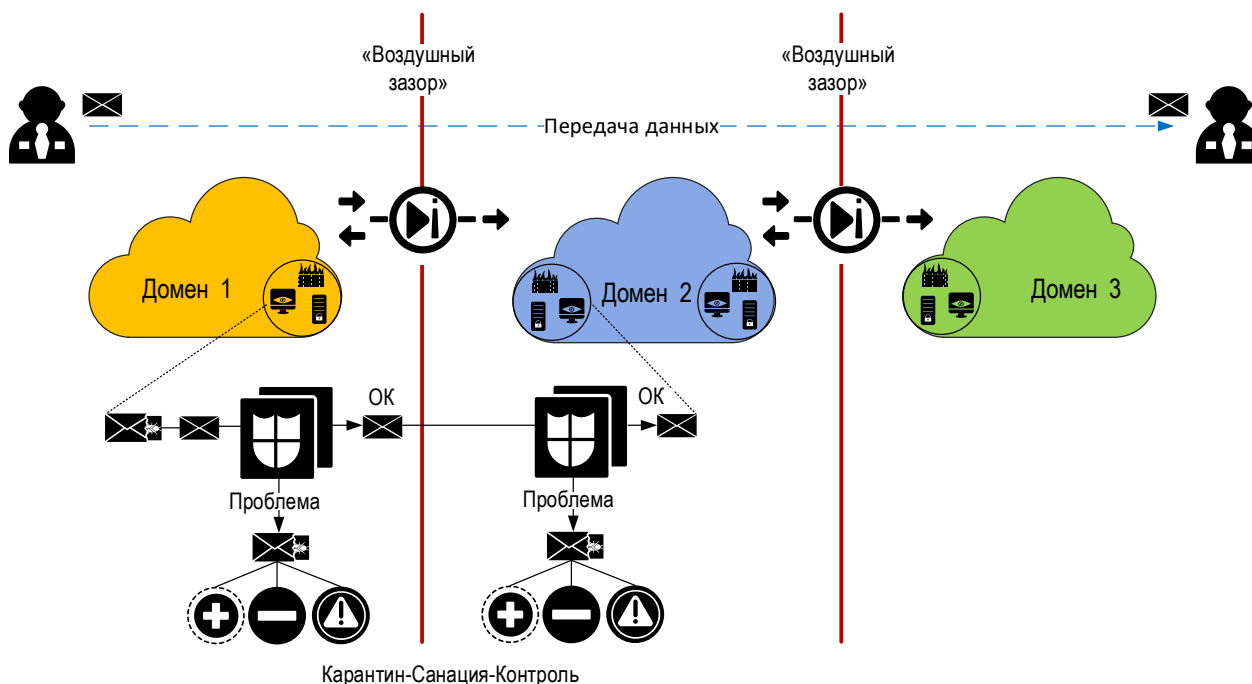 «Воздушный
зазор»
«Воздушный
зазор»
Передача данных
Домен 1
Домен 2
Домен 3
ОК
ОК
Проблема
Проблема
Карантин-Санация-Контроль